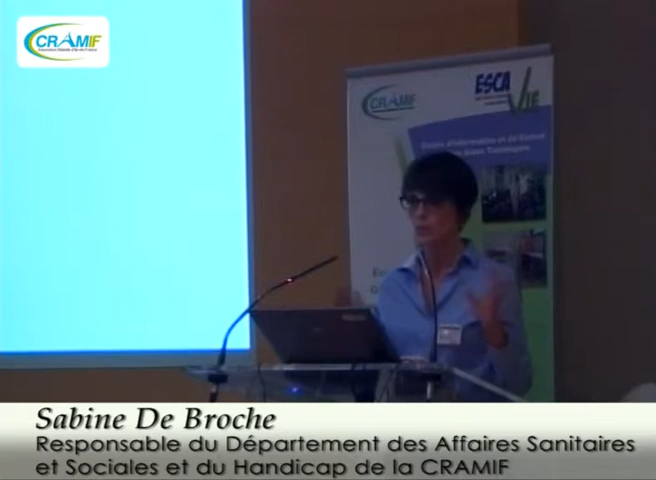 CRAMIF
ESCA
CRAMIF
VIE
Sabine De Broche
Responsable du Département des Affaires Sanitaires
et Sociales et du Handicap de la CRAMIF